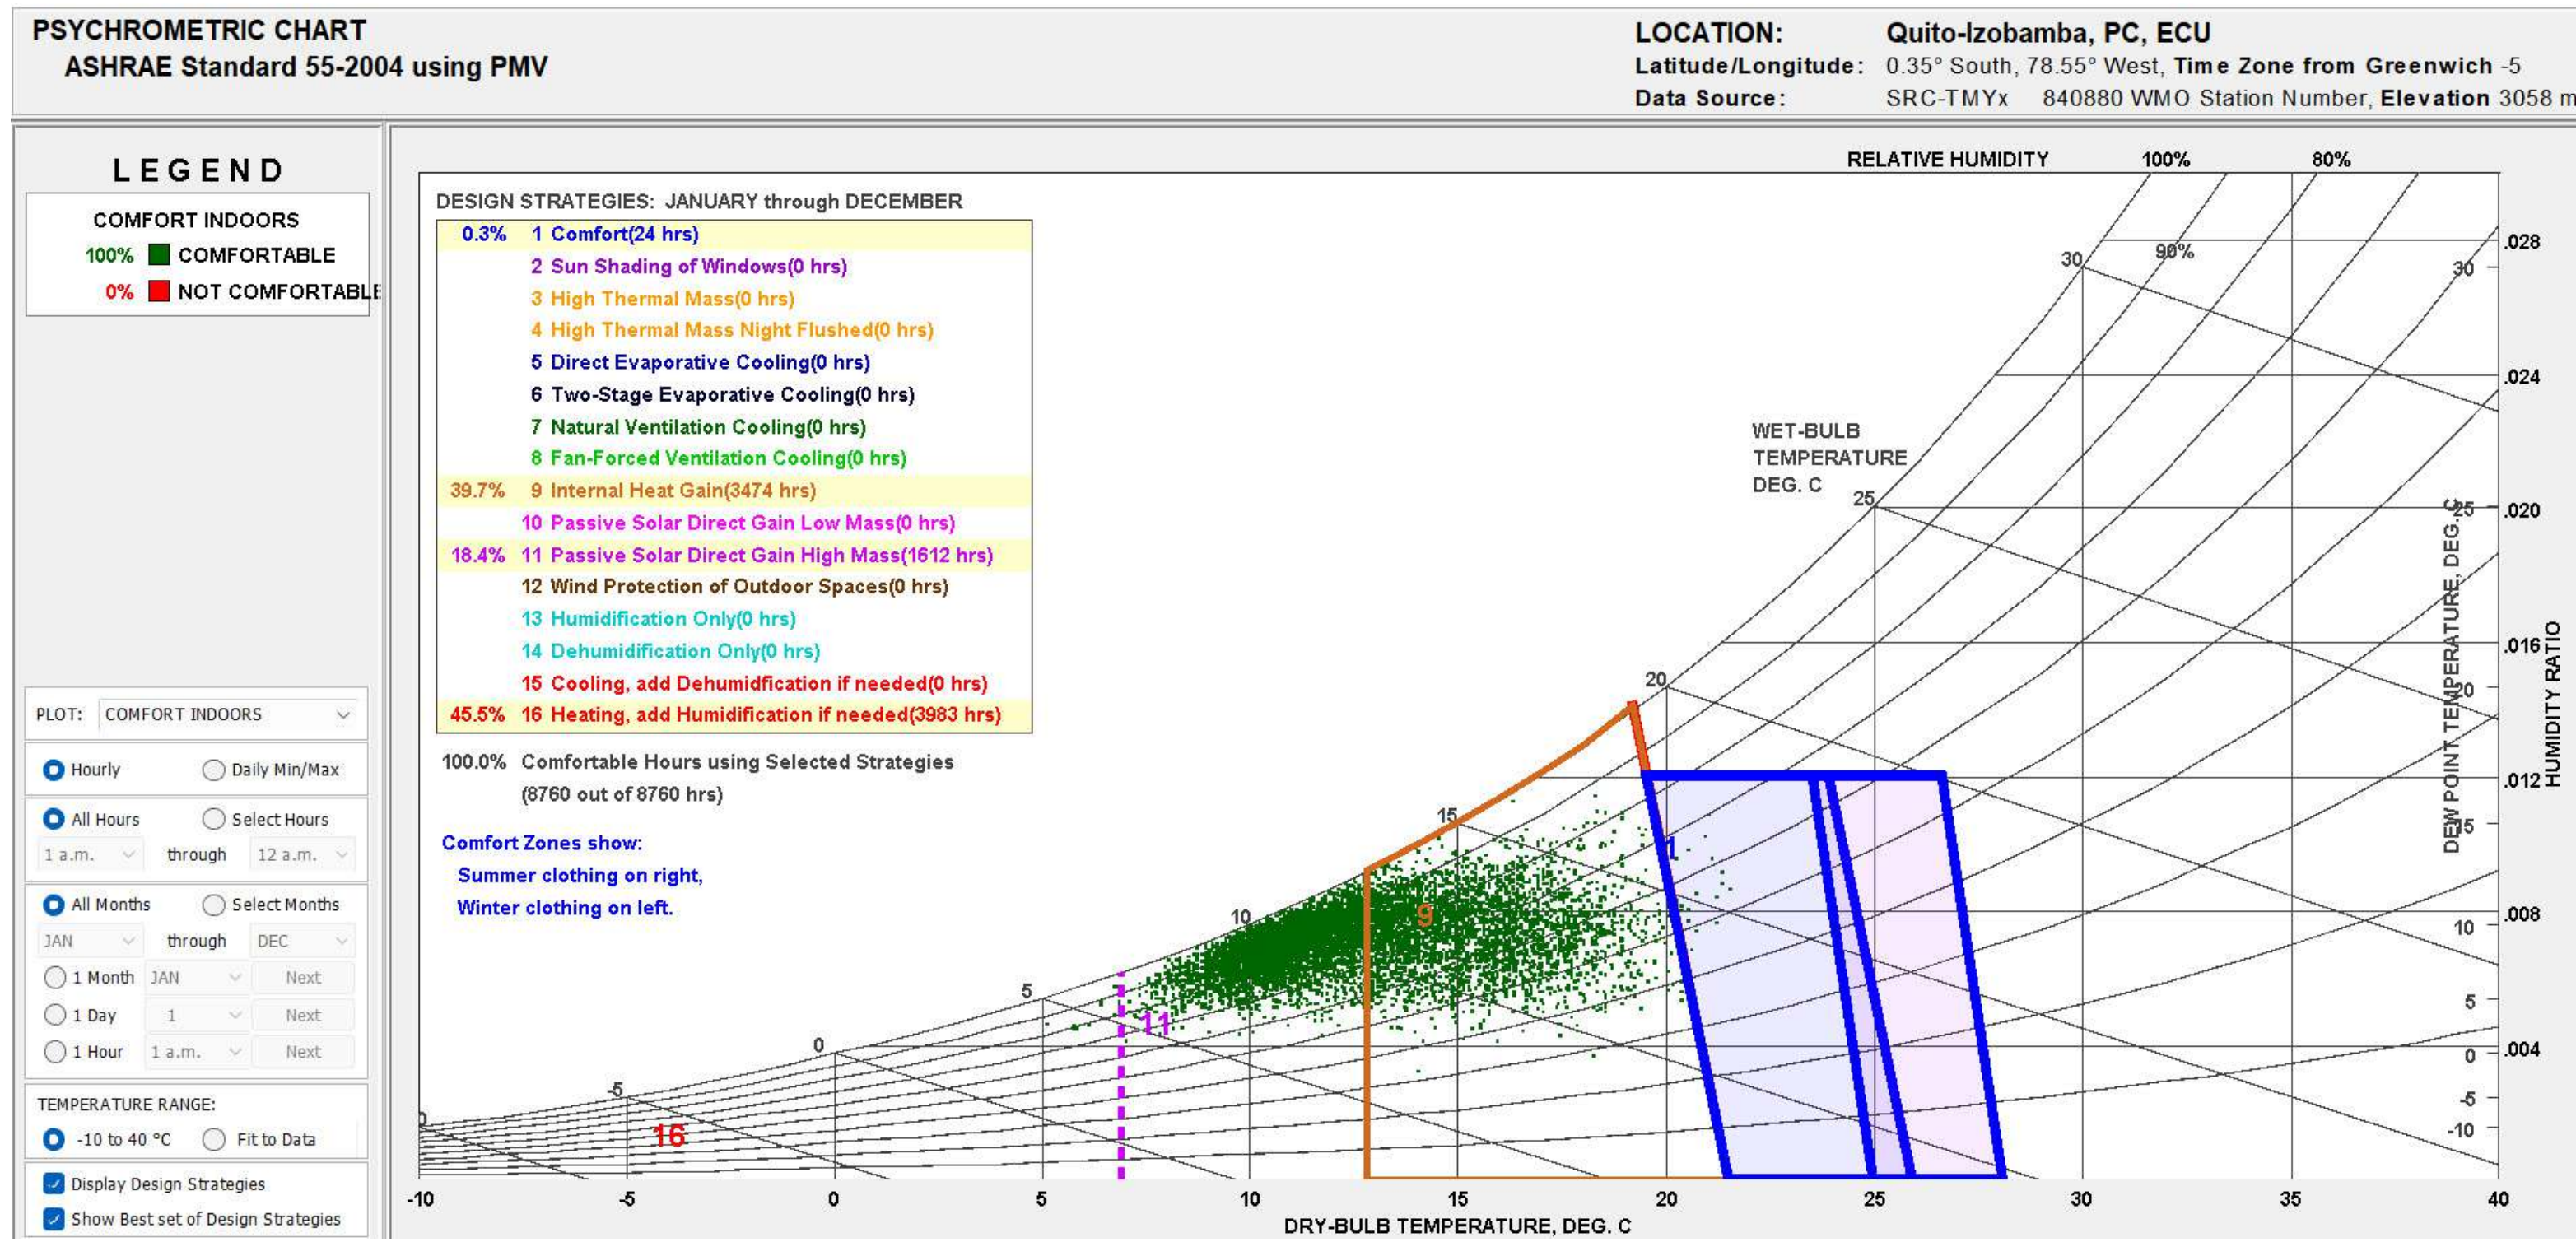 PSYCHROMETRIC CHART
ASHRAE Standard 55-2004 using PMV
LOCATION: Quito-Izobamba, PC, ECU
Latitude/Longitude: 0.35° South, 78.55° West, Time Zone from Greenwich -5
Data Source: SRC-TMYx 840880 WMO Station Number, Elevation 3058 m
LEGEND
COMFORT INDOORS
100% COMFORTABLE
0% NOT COMFORTABLE
PLOT: COMFORT INDOORS
Hourly Daily Min/Max
All Hours Select Hours
1 a.m. through 12 a.m.
All Months Select Months
JAN through DEC
1 Month JAN Next
1 Day 1 Next
1 Hour 1 a.m. Next
TEMPERATURE RANGE:
-10 to 40 °C Fit to Data
Display Design Strategies
Show Best set of Design Strategies
RELATIVE HUMIDITY 100% 80%
90%
DESIGN STRATEGIES: JANUARY through DECEMBER
0.3% 1 Comfort(24 hrs)
2 Sun Shading of Windows(0 hrs)
3 High Thermal Mass(0 hrs)
4 High Thermal Mass Night Flushed(0 hrs)
5 Direct Evaporative Cooling(0 hrs)
6 Two-Stage Evaporative Cooling(0 hrs)
7 Natural Ventilation Cooling(0 hrs)
8 Fan-Forced Ventilation Cooling(0 hrs)
39.7% 9 Internal Heat Gain(3474 hrs)
10 Passive Solar Direct Gain Low Mass(0 hrs)
18.4% 11 Passive Solar Direct Gain High Mass(1612 hrs)
12 Wind Protection of Outdoor Spaces(0 hrs)
13 Humidification Only(0 hrs)
14 Dehumidification Only(0 hrs)
15 Cooling, add Dehumidfication if needed(0 hrs)
45.5% 16 Heating, add Humidification if needed(3983 hrs)
100.0% Comfortable Hours using Selected Strategies
(8760 out of 8760 hrs)
Comfort Zones show:
Summer clothing on right,
Winter clothing on left.
WET-BULB
TEMPERATURE
DEG. C
30
25
20
15
10
5
0
-5
0
1
9
11
16
30
25
20
15
10
5
0
-5
-10
DEW POINT TEMPERATURE, DEG. C
.028
.024
.020
.016
.012
.008
.004
HUMIDITY RATIO
-10 -5 0 5 10 15 20 25 30 35 40
DRY-BULB TEMPERATURE, DEG. C